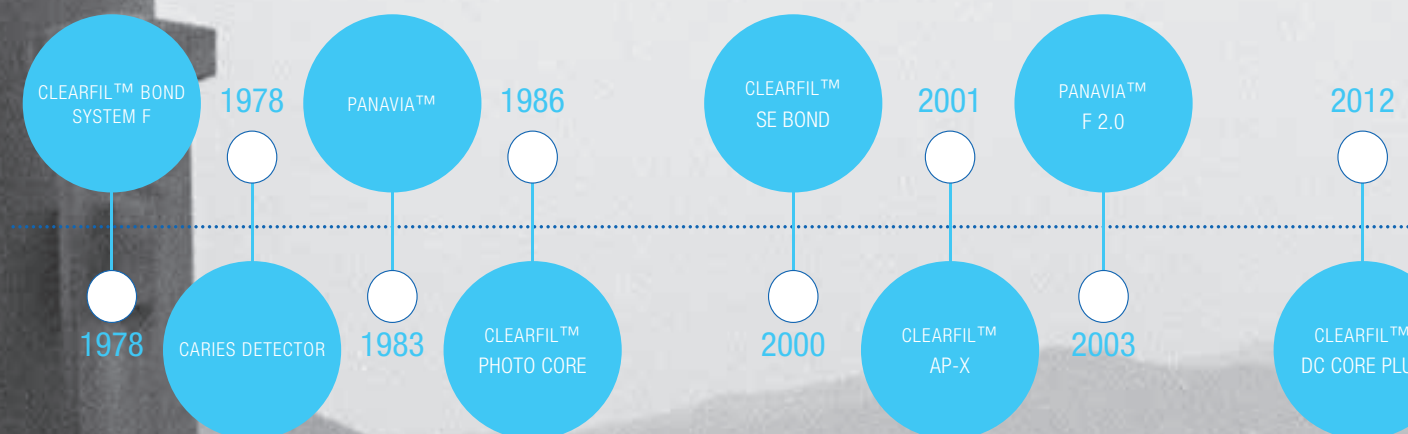 CLEARFIL™ BOND
SYSTEM F
1978
1978
CARIES DETECTOR
PANAVIA™
1983
1986
CLEARFIL™
PHOTO CORE
CLEARFIL™
SE BOND
2000
2001
CLEARFIL™
AP-X
PANAVIA™
F 2.0
2003
2012
CLEARFIL™
DC CORE